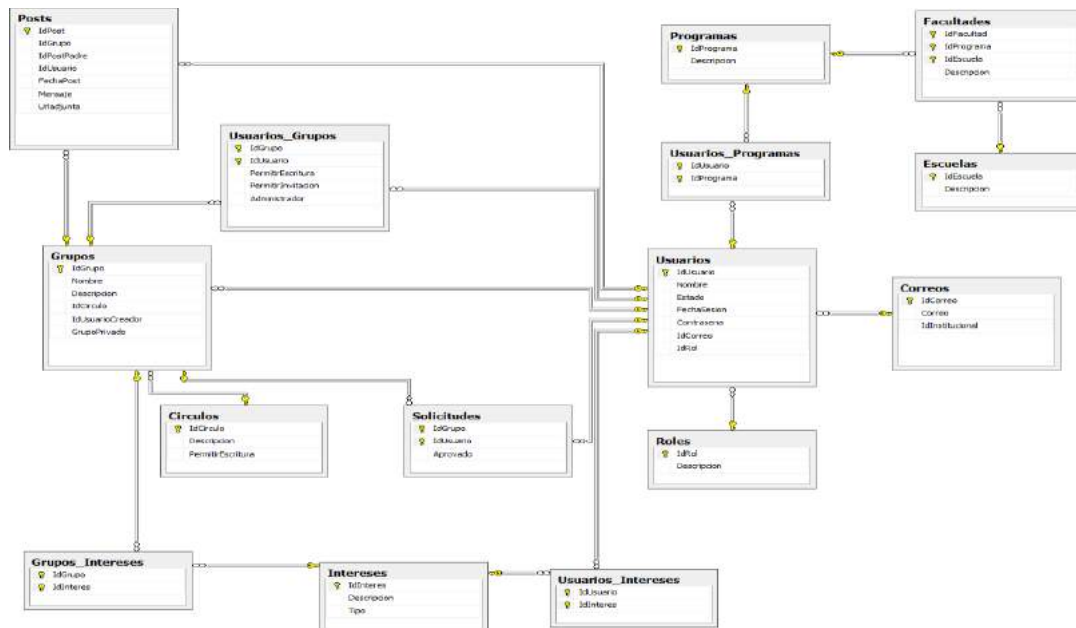 Posts
IdPost
IdGrupo
IdPostPadre
IdUsuario
FechaPost
Mensaje
UrlAdjunta
Usuarios_Grupos
IdGrupo
IdUsuario
PermitirEscritura
PermitirInvitacion
Administrador
Programas
IdPrograma
Descripcion
Facultades
IdFacultad
IdPrograma
IdEscuela
Descripcion
Usuarios_Programas
IdUsuario
IdPrograma
Escuelas
IdEscuela
Descripcion
Grupos
IdGrupo
Nombre
Descripcion
IdCirculo
IdUsuarioCreador
GrupoPrivado
Usuarios
IdUsuario
Nombre
Estado
FechaSesion
Contrasena
IdCorreo
IdRol
Correos
IdCorreo
Correo
IdInstitucional
Circulos
IdCirculo
Descripcion
PermitirEscritura
Solicitudes
IdGrupo
IdUsuario
Aprovado
Roles
IdRol
Descripcion
Grupos_Intereses
IdGrupo
IdInteres
Intereses
IdInteres
Descripcion
Tipo
Usuarios_Intereses
IdUsuario
IdInteres